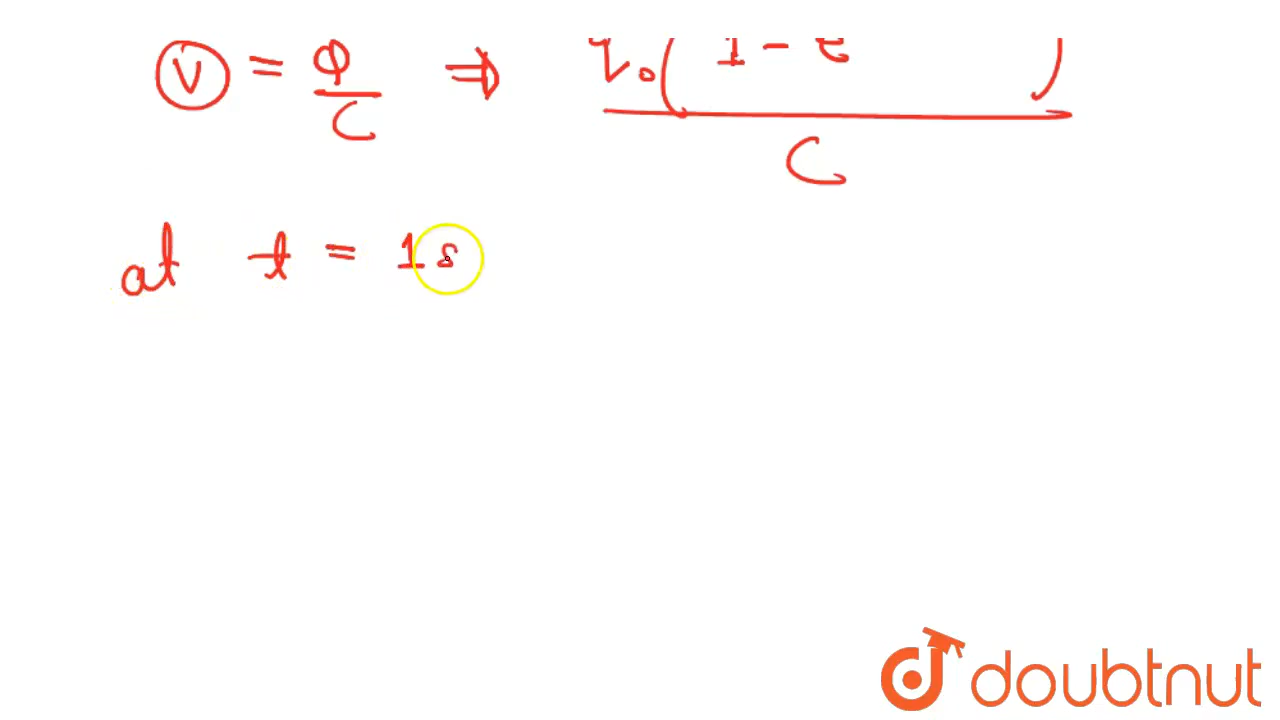 V = Q/C ⇒ q₀(1 - e )/C
at t = 1s
doubtnut